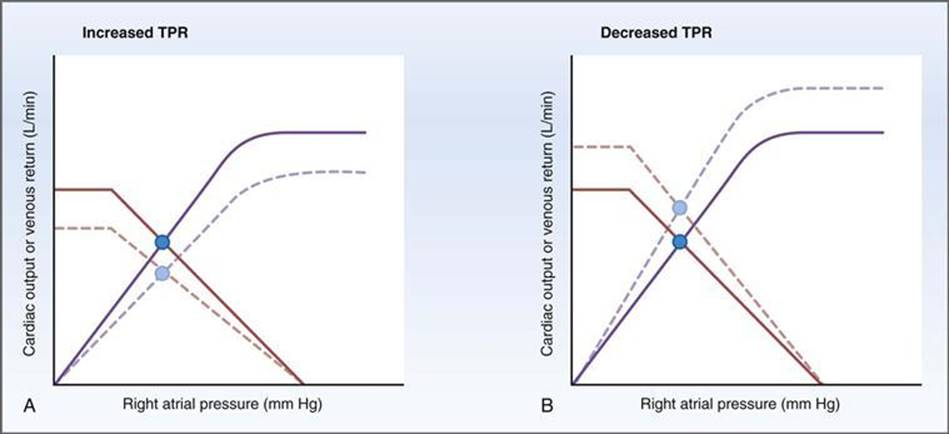 Increased TPR
Cardiac output or venous return (L/min)
Right atrial pressure (mm Hg)
A
Decreased TPR
Cardiac output or venous return (L/min)
Right atrial pressure (mm Hg)
B